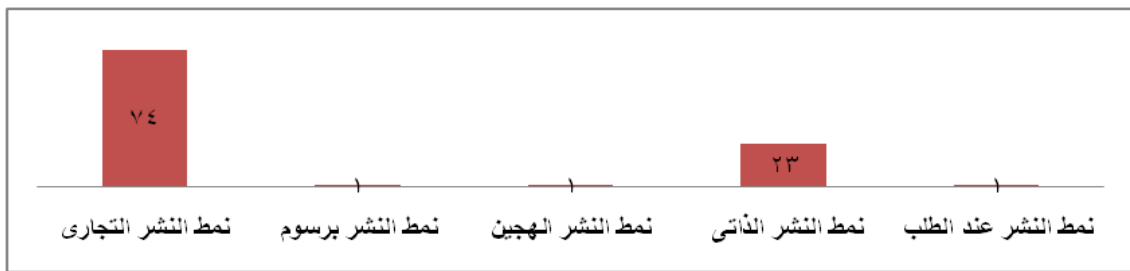 ٧٤
١
١
٢٣
١
نمط النشر التجارى
نمط النشر برسوم
نمط النشر الهجين
نمط النشر الذاتى
نمط النشر عند الطلب